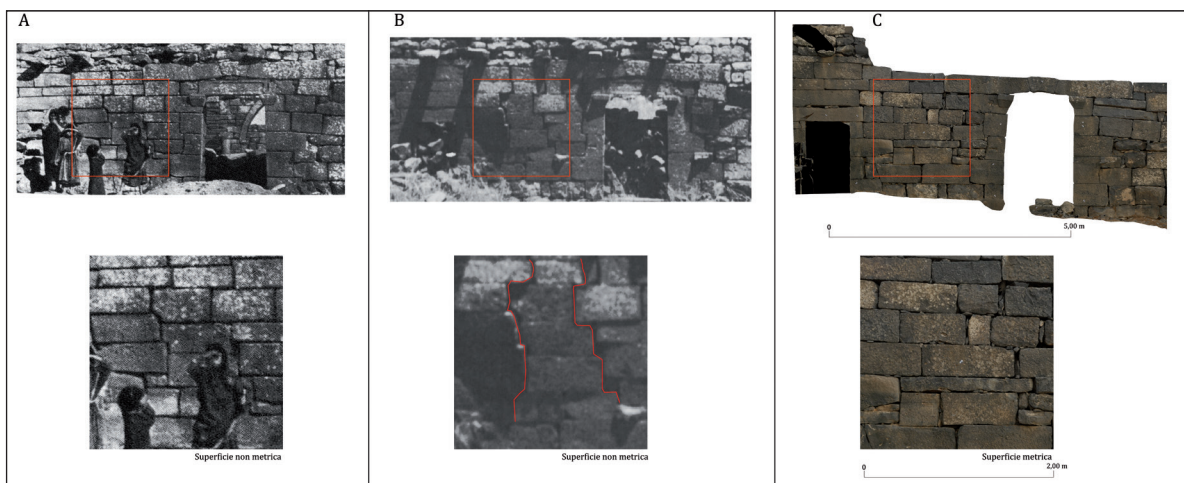 A
B
C
0 5,00 m
Superficie non metrica
Superficie non metrica
Superficie metrica
0 2,00 m